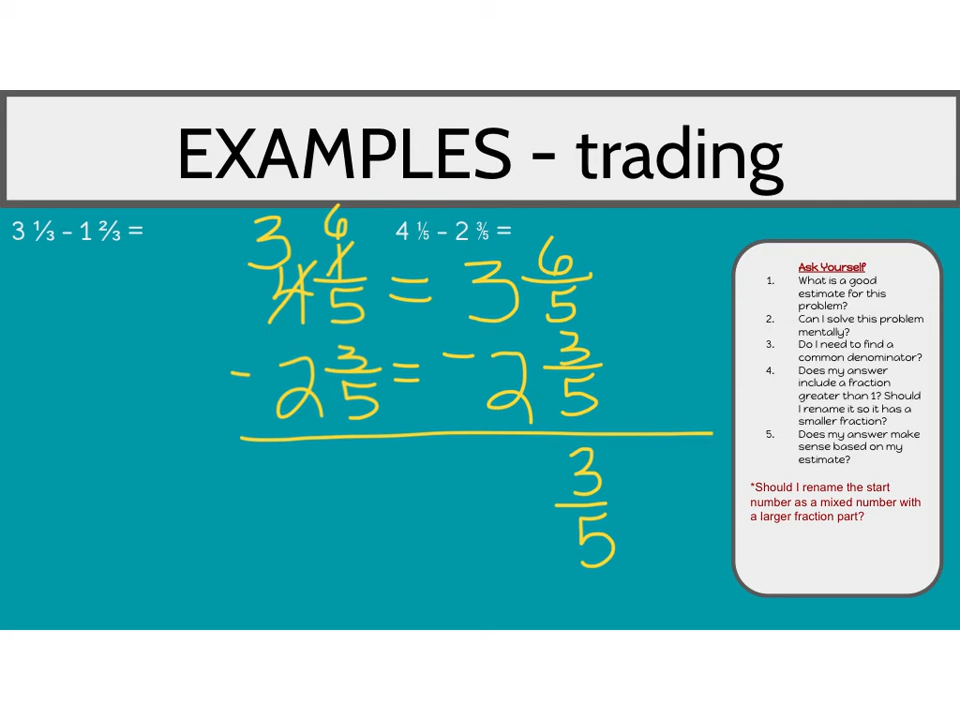 EXAMPLES - trading
3 ⅓ - 1 ⅔ =
4 ⅕ - 2 ⅗ =
3 6
4 1/5 = 3 6/5
- 2 3/5 = - 2 3/5
3/5
Ask Yourself
1. What is a good
estimate for this
problem?
2. Can I solve this problem
mentally?
3. Do I need to find a
common denominator?
4. Does my answer
include a fraction
greater than 1? Should
I rename it so it has a
smaller fraction?
5. Does my answer make
sense based on my
estimate?
*Should I rename the start
number as a mixed number with
a larger fraction part?